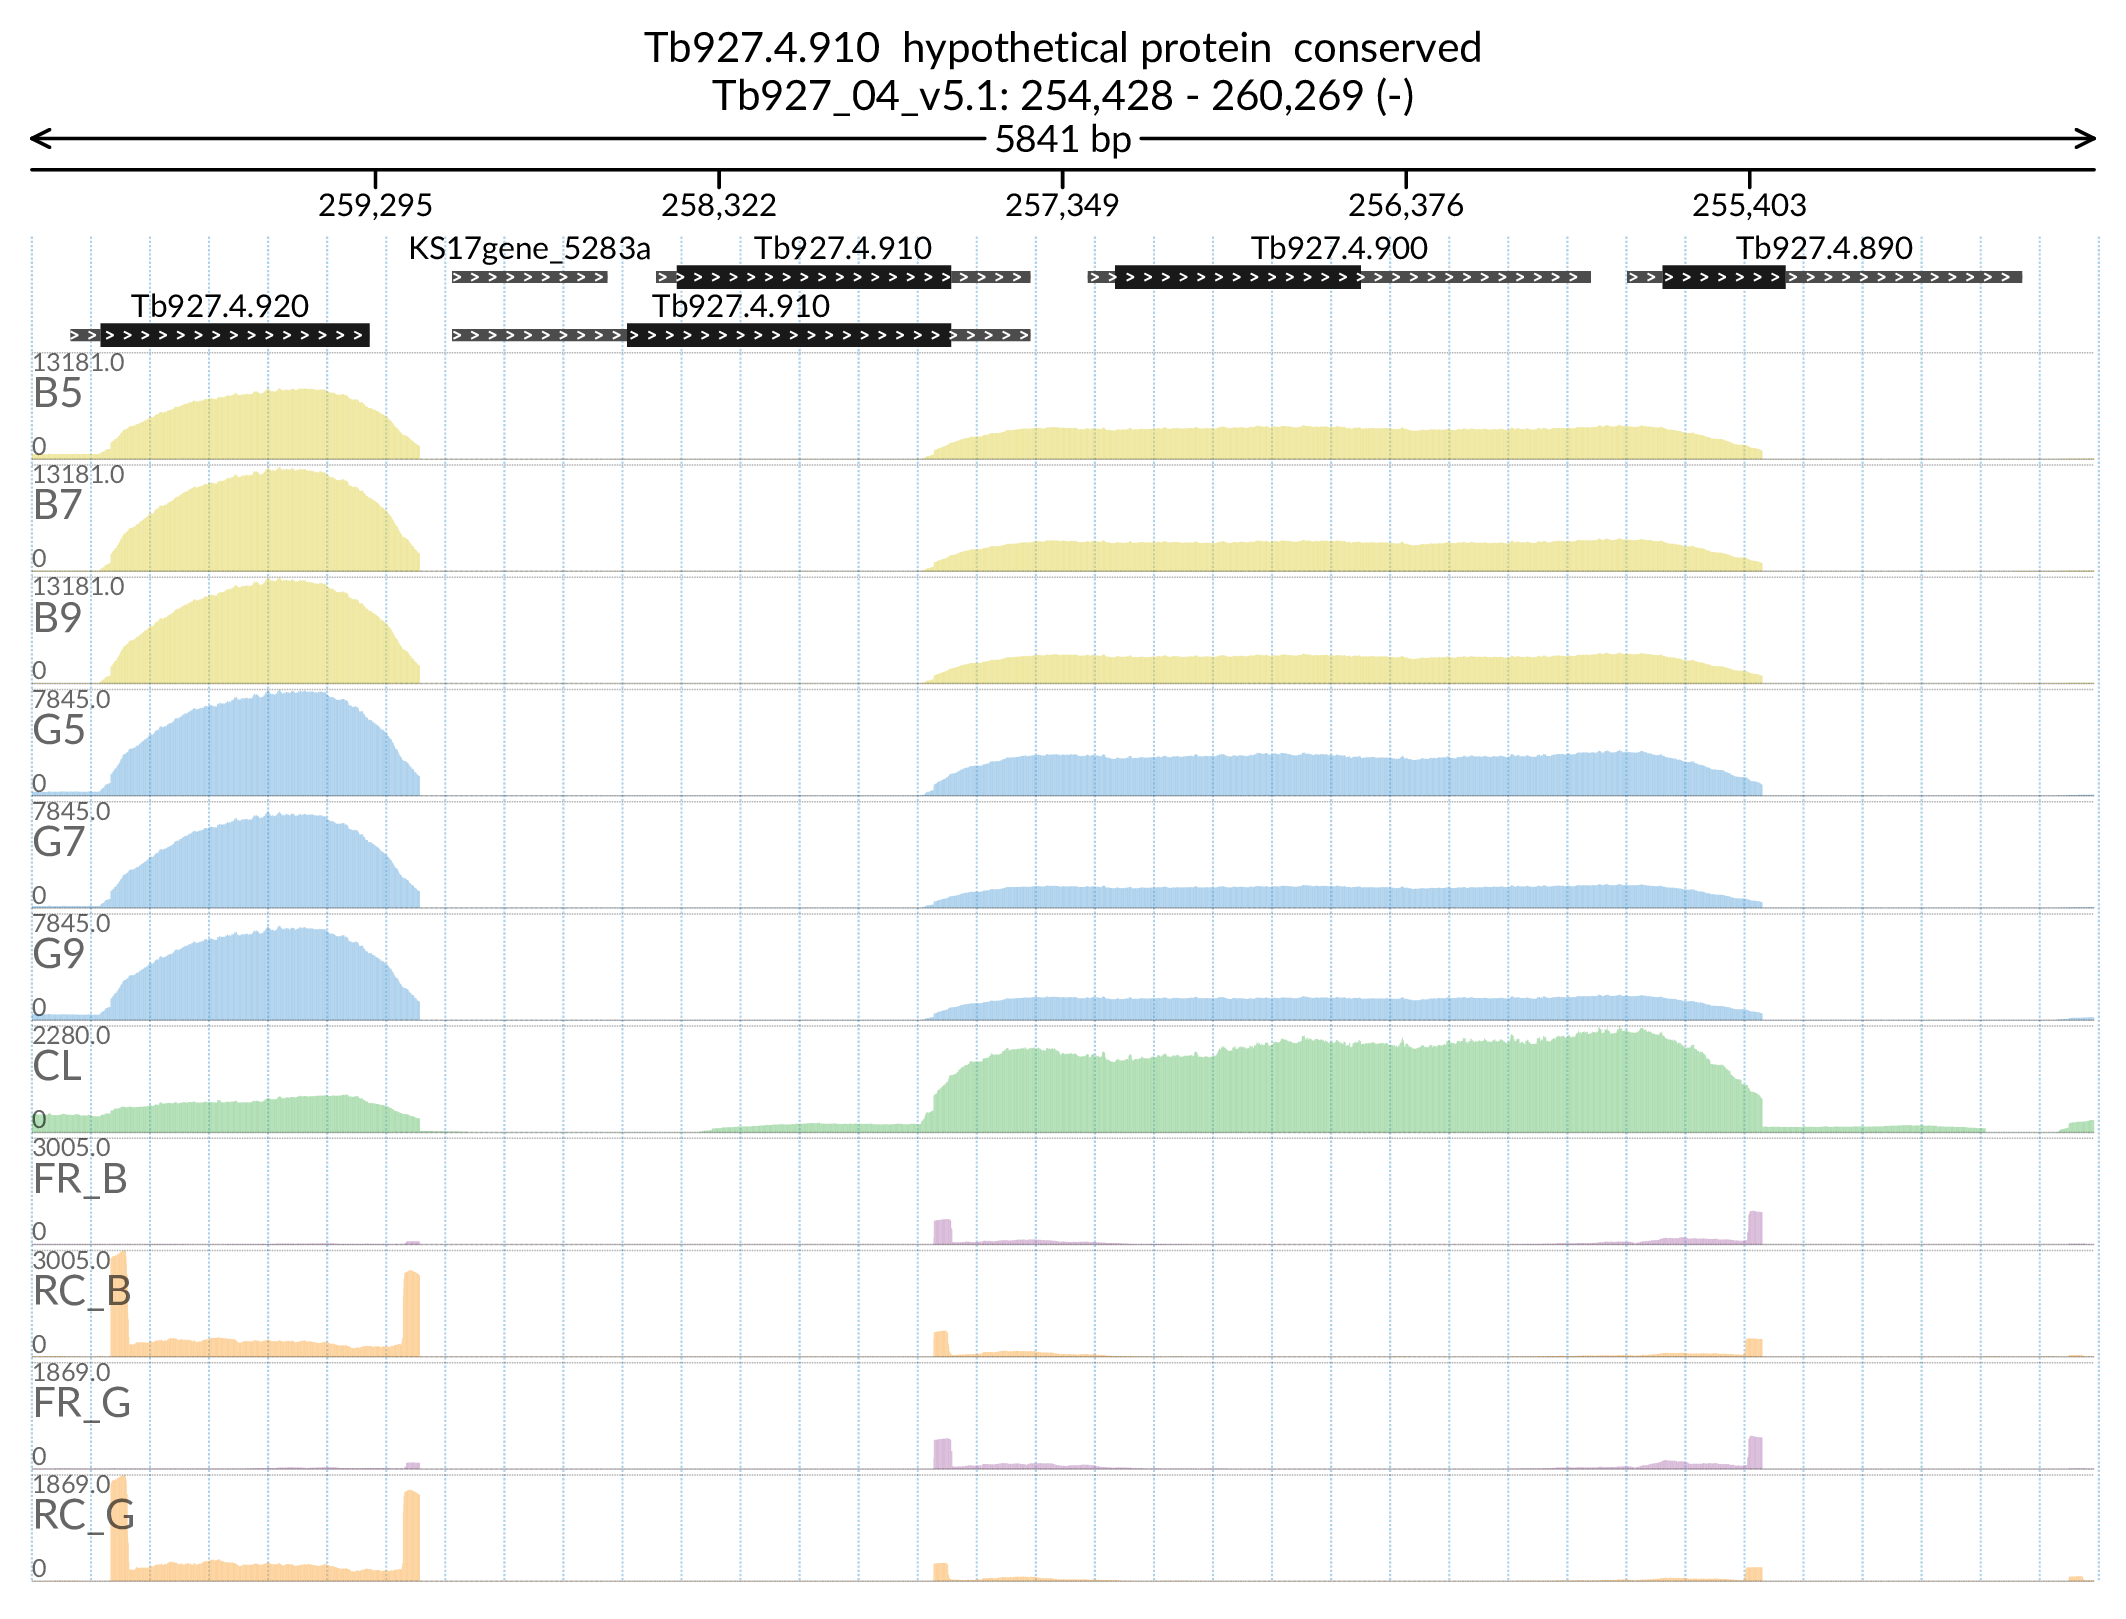 Tb927.4.910  hypothetical protein  conserved
Tb927_04_v5.1: 254,428 - 260,269 (-)
5841 bp
259,295 258,322 257,349 256,376 255,403
KS17gene_5283a Tb927.4.910 Tb927.4.900 Tb927.4.890
Tb927.4.920 Tb927.4.910
13181.0
B5
0
13181.0
B7
0
13181.0
B9
0
7845.0
G5
0
7845.0
G7
0
7845.0
G9
0
2280.0
CL
0
3005.0
FR_B
0
3005.0
RC_B
0
1869.0
FR_G
0
1869.0
RC_G
0